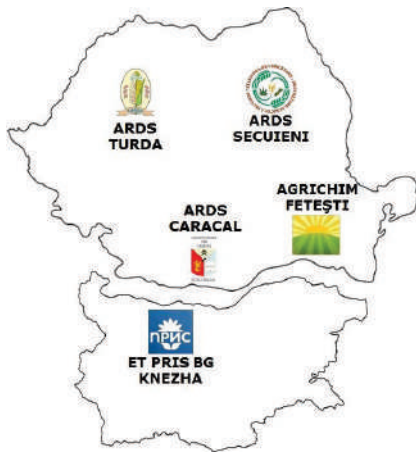 ARDS
TURDA
ARDS
SECUIENI
AGRICHIM
FETEŞTI
ARDS
CARACAL
ПРИС
ET PRIS BG
KNEZHA